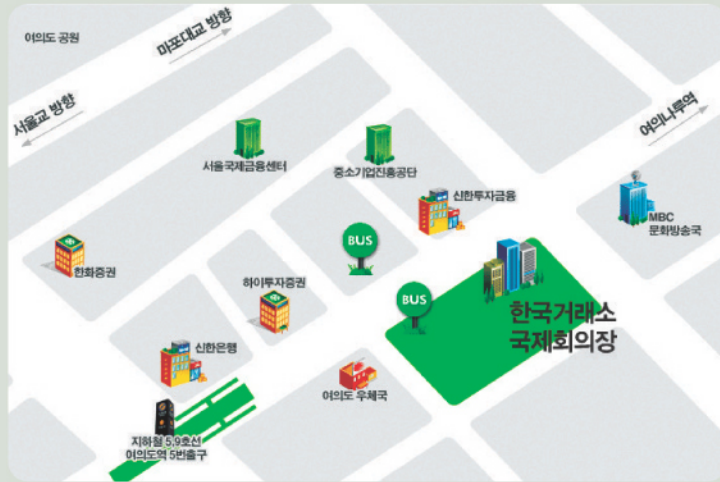 여의도 공원
마포대교 방향
서울교 방향
여의나루역
서울국제금융센터
중소기업진흥공단
신한투자금융
MBC
문화방송국
BUS
한화증권
하이투자증권
BUS
한국거래소
국제회의장
신한은행
여의도 우체국
지하철 5,9호선
여의도역 5번출구